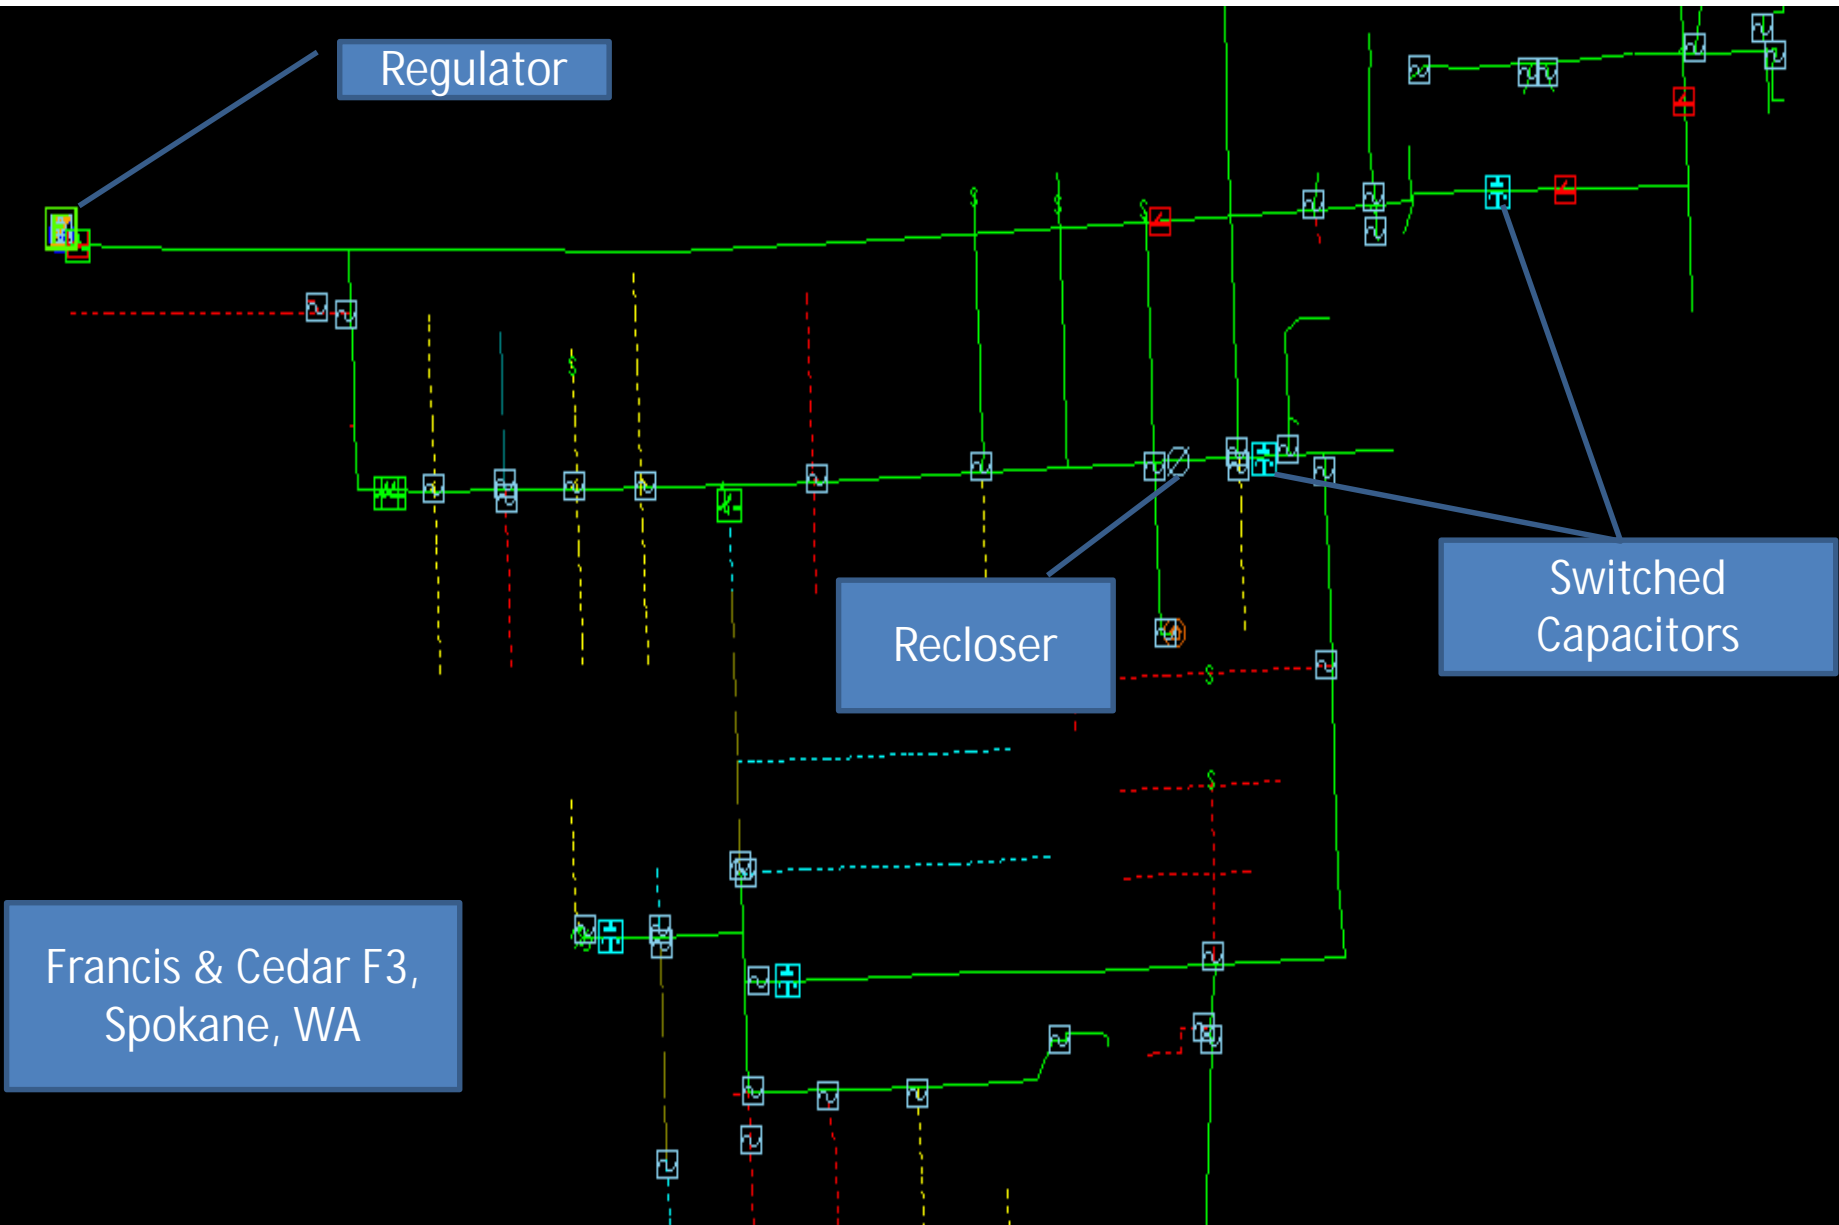 Regulator
Recloser
Switched
Capacitors
Francis & Cedar F3,
Spokane, WA